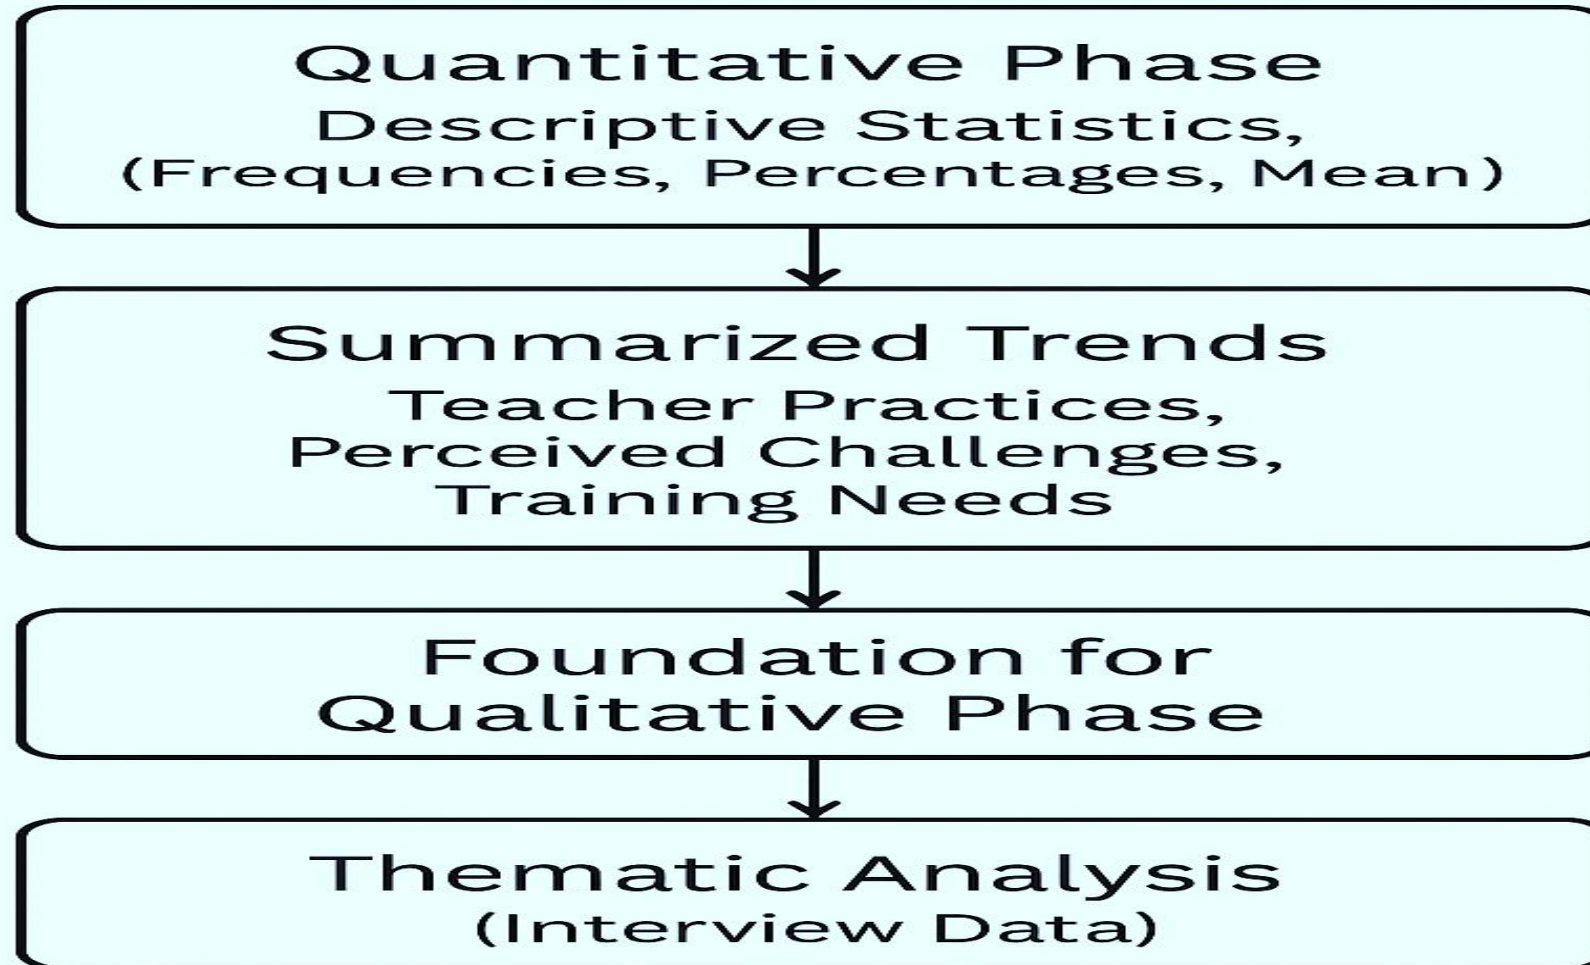 Quantitative Phase
Descriptive Statistics,
(Frequencies, Percentages, Mean)
Summarized Trends
Teacher Practices,
Perceived Challenges,
Training Needs
Foundation for
Qualitative Phase
Thematic Analysis
(Interview Data)